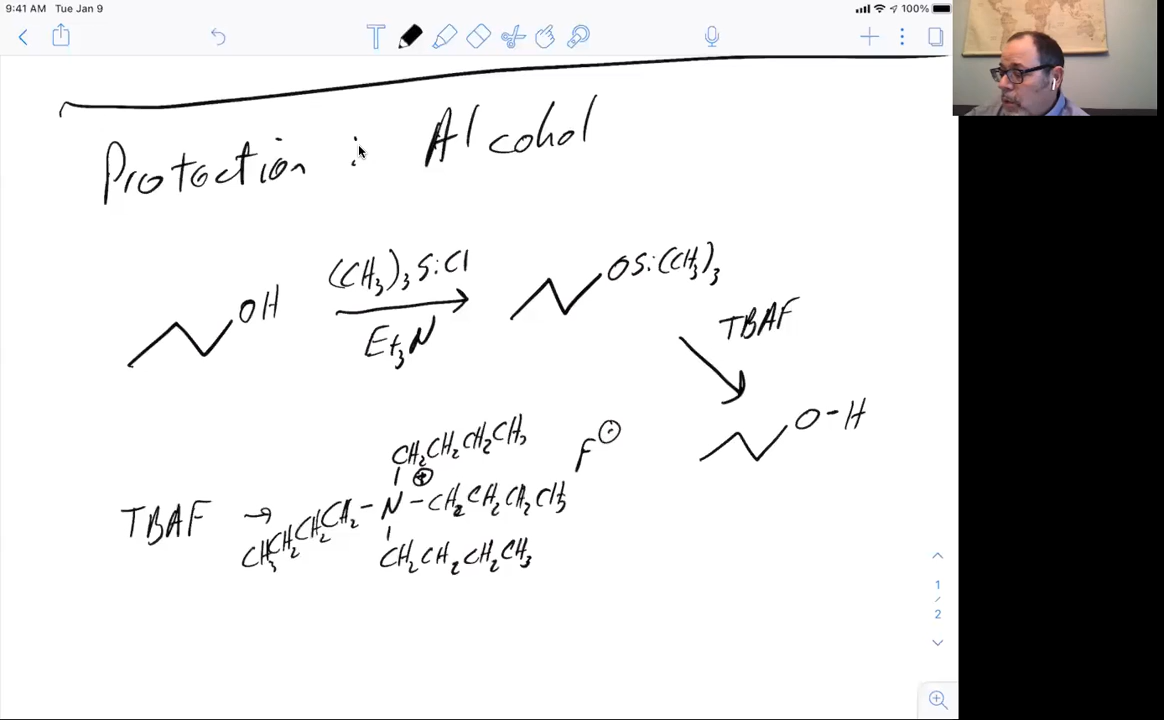 9:41 AM Tue Jan 9
100%
Protection : Alcohol
OH
(CH3)3SiCl
Et3N
OSi(CH3)3
TBAF
O-H
CH2CH2CH2CH3
F⊖
⊕
TBAF → CH3CH2CH2CH2-N-CH2CH2CH2CH3
CH2CH2CH2CH3
1
/
2